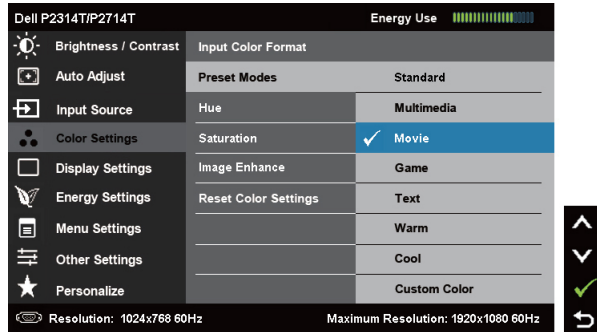 Dell P2314T/P2714T Energy Use
Brightness / Contrast Input Color Format
Auto Adjust Preset Modes Standard
Input Source Hue Multimedia
Color Settings Saturation Movie
Display Settings Image Enhance Game
Energy Settings Reset Color Settings Text
Menu Settings Warm
Other Settings Cool
Personalize Custom Color
Resolution: 1024x768 60Hz Maximum Resolution: 1920x1080 60Hz